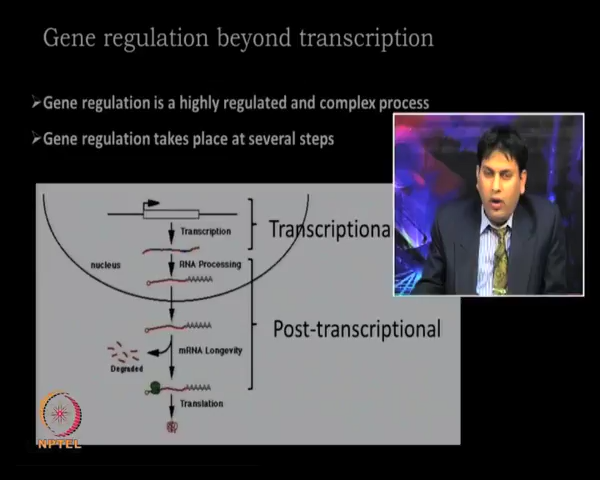 Gene regulation beyond transcription
➢Gene regulation is a highly regulated and complex process
➢Gene regulation takes place at several steps
Transcription
Transcriptiona
nucleus
RNA Processing
Post-transcriptional
mRNA Longevity
Degraded
Translation
NPTEL